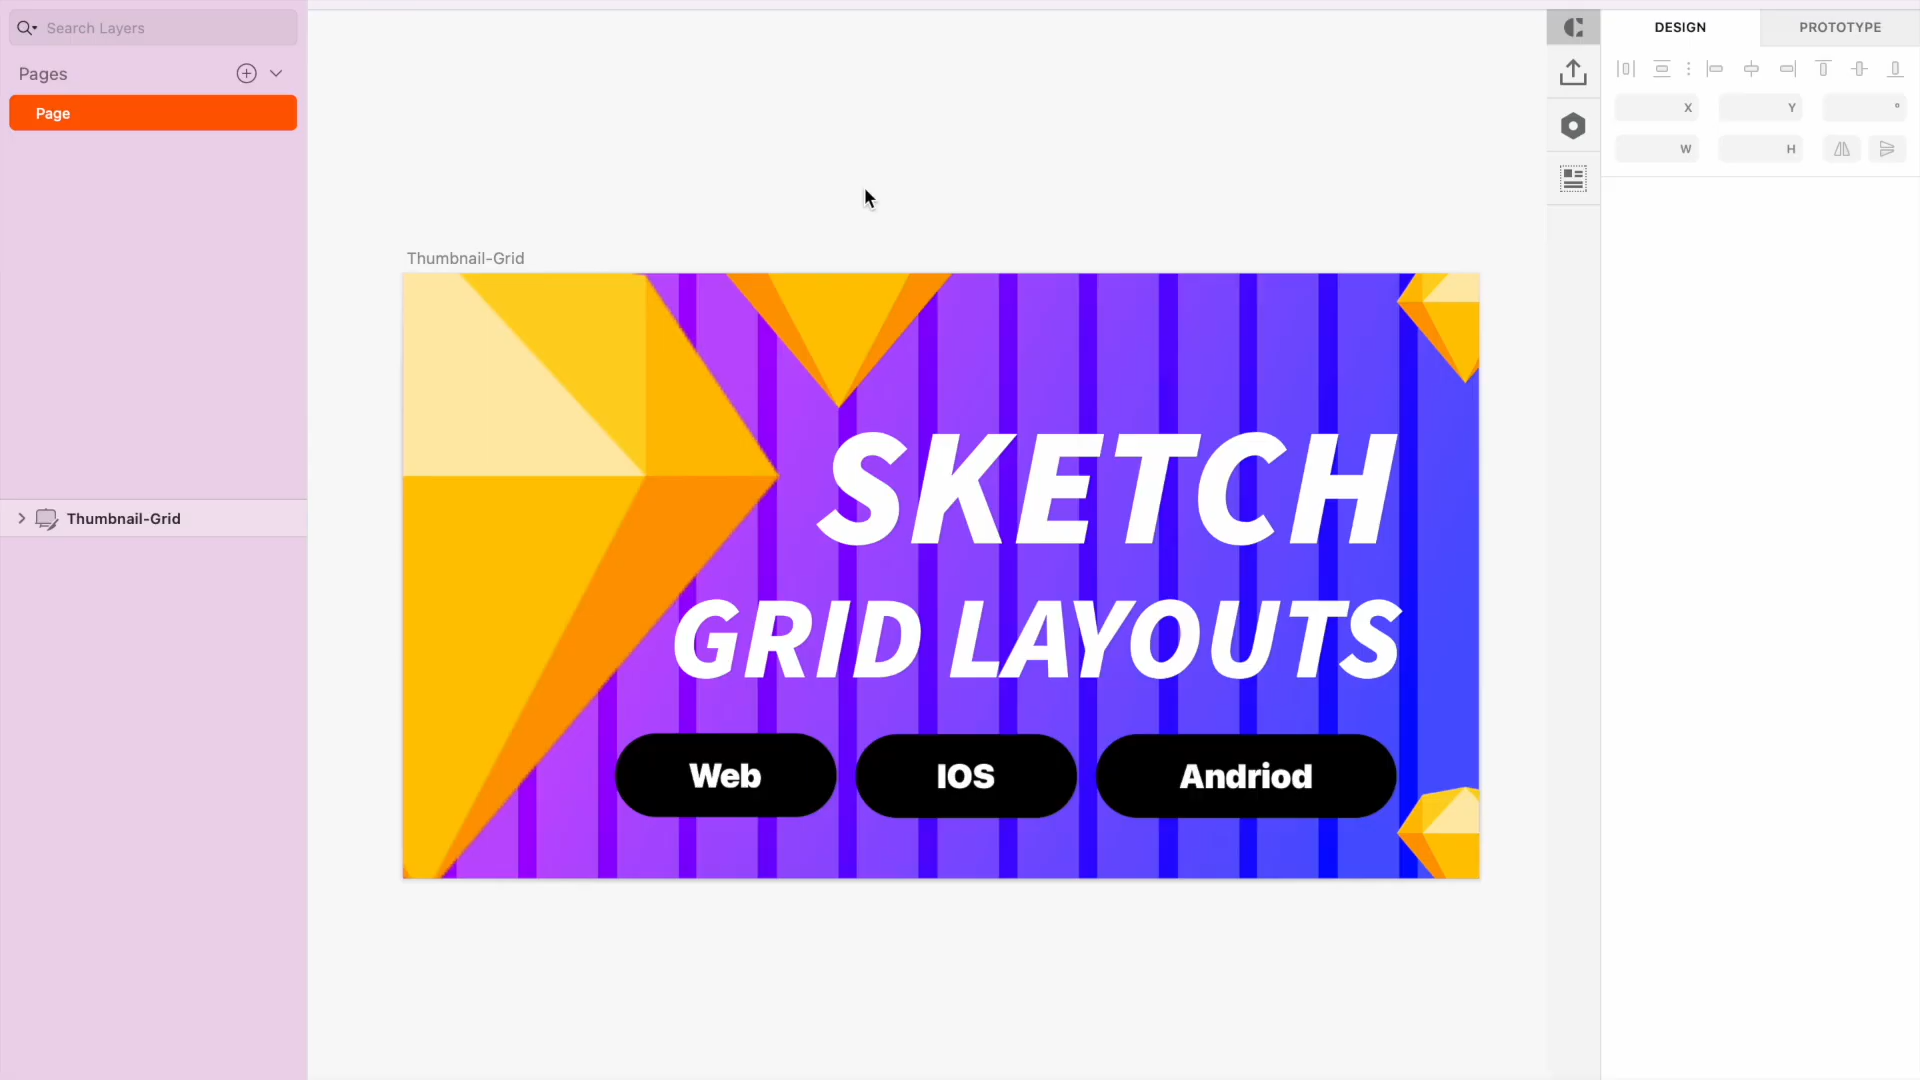 Search Layers
Pages
Page
Thumbnail-Grid
Thumbnail-Grid
SKETCH
GRID LAYOUTS
Web
IOS
Andriod
DESIGN
PROTOTYPE
X
Y
°
W
H